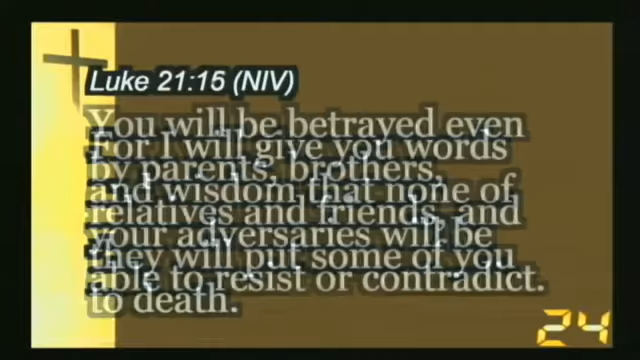 Luke 21:15 (NIV)
You will be betrayed even
For I will give you words
by parents, brothers,
and wisdom that none of
relatives and friends, and
your adversaries will be
they will put some of you
able to resist or contradict.
to death.
24